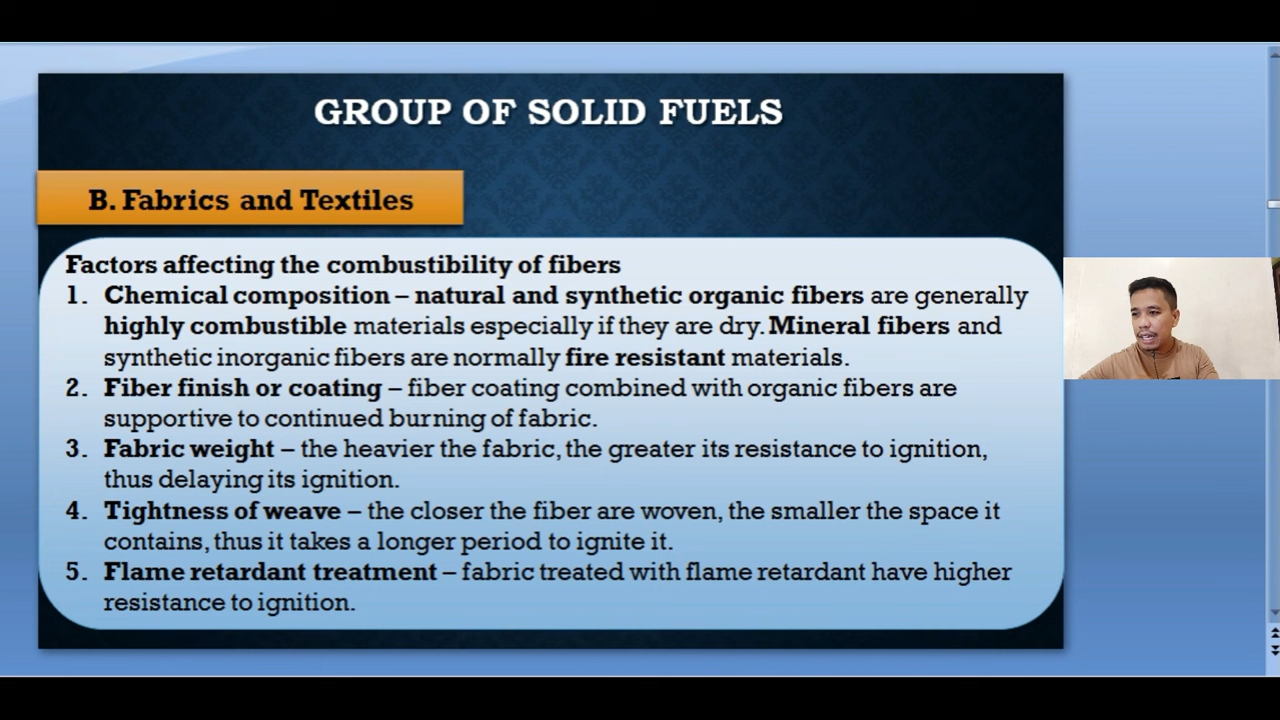 GROUP OF SOLID FUELS
B. Fabrics and Textiles
Factors affecting the combustibility of fibers
1. Chemical composition – natural and synthetic organic fibers are generally
highly combustible materials especially if they are dry. Mineral fibers and
synthetic inorganic fibers are normally fire resistant materials.
2. Fiber finish or coating – fiber coating combined with organic fibers are
supportive to continued burning of fabric.
3. Fabric weight – the heavier the fabric, the greater its resistance to ignition,
thus delaying its ignition.
4. Tightness of weave – the closer the fiber are woven, the smaller the space it
contains, thus it takes a longer period to ignite it.
5. Flame retardant treatment – fabric treated with flame retardant have higher
resistance to ignition.